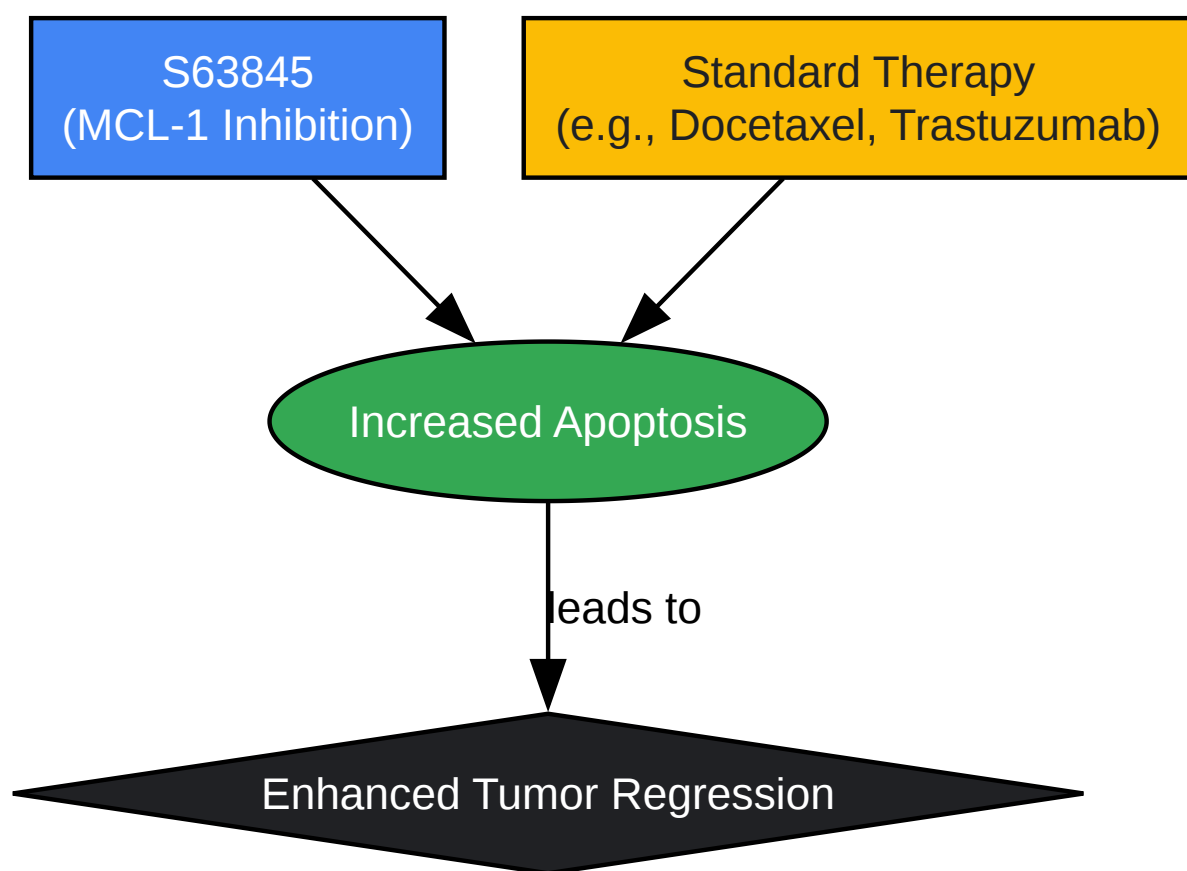 S63845
(MCL-1 Inhibition)
Standard Therapy
(e.g., Docetaxel, Trastuzumab)
Increased Apoptosis
leads to
Enhanced Tumor Regression